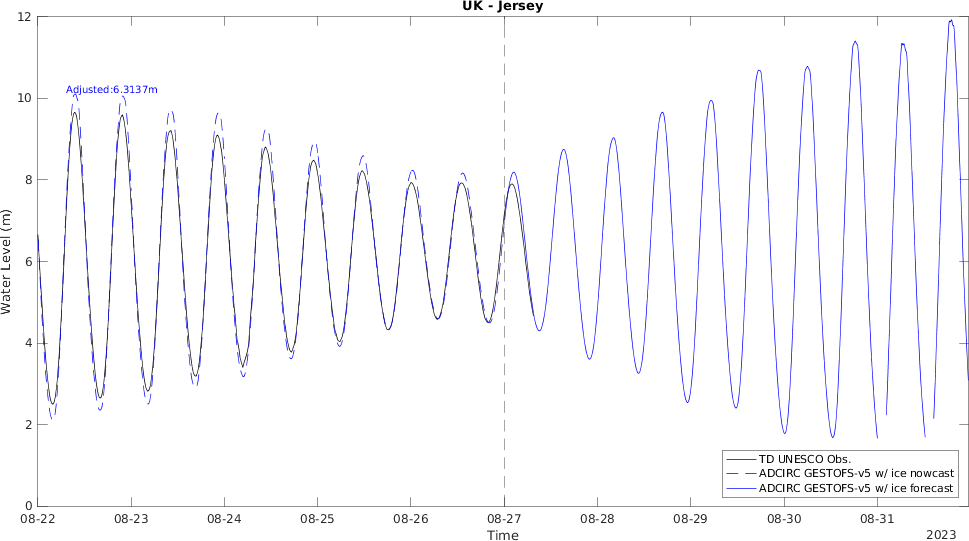 UK - Jersey
12
10
8
6
4
2
0
Water Level (m)
Adjusted:6.3137m
TD UNESCO Obs.
ADCIRC GESTOFS-v5 w/ ice nowcast
ADCIRC GESTOFS-v5 w/ ice forecast
08-22 08-23 08-24 08-25 08-26 08-27 08-28 08-29 08-30 08-31
Time
2023